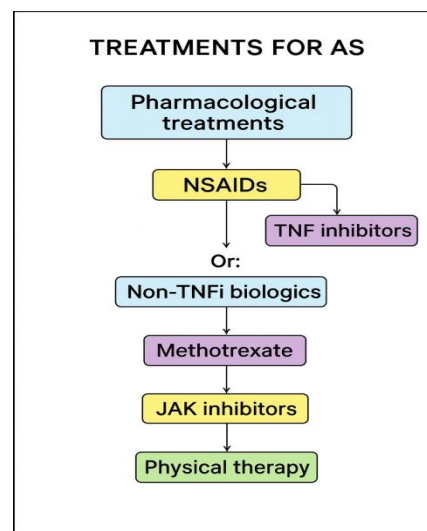 TREATMENTS FOR AS
Pharmacological
treatments
NSAIDs
TNF inhibitors
Or:
Non-TNFi biologics
Methotrexate
JAK inhibitors
Physical therapy